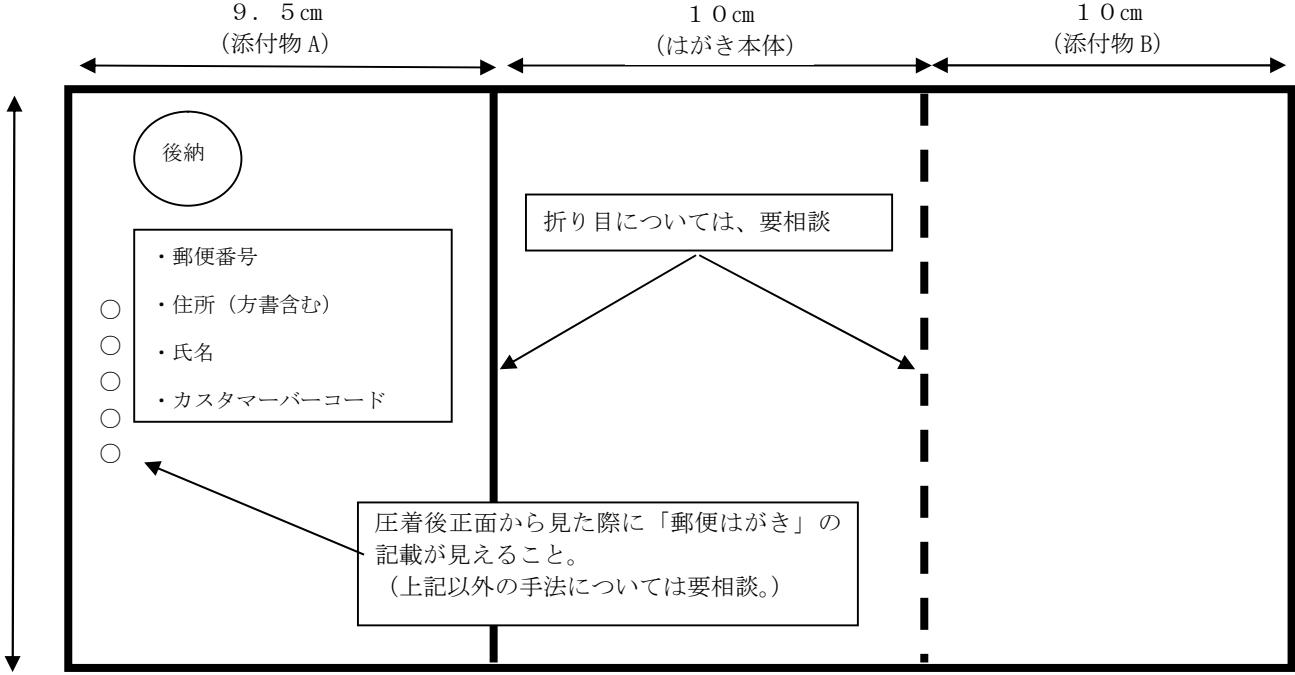 ９．５㎝
（添付物 A）
１０㎝
（はがき本体）
１０㎝
（添付物 B）
後納
折り目については、要相談
・郵便番号
・住所（方書含む）
・氏名
・カスタマーバーコード
○
○
○
○
○
圧着後正面から見た際に「郵便はがき」の
記載が見えること。
（上記以外の手法については要相談。）